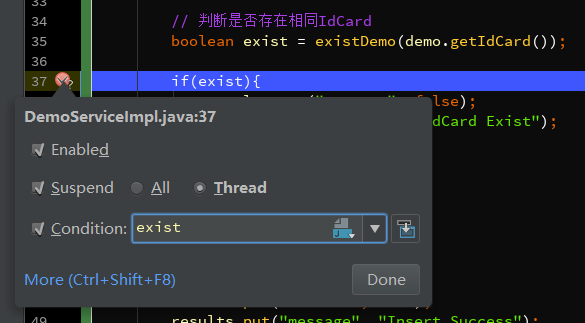 34 // 判断是否存在相同IdCard
35 boolean exist = existDemo(demo.getIdCard());
36
37 if(exist){
false);
DemoServiceImpl.java:37
dCard Exist");
Enabled
Suspend All Thread
Condition: exist
More (Ctrl+Shift+F8) Done
49 results.put("message", "Insert Success");